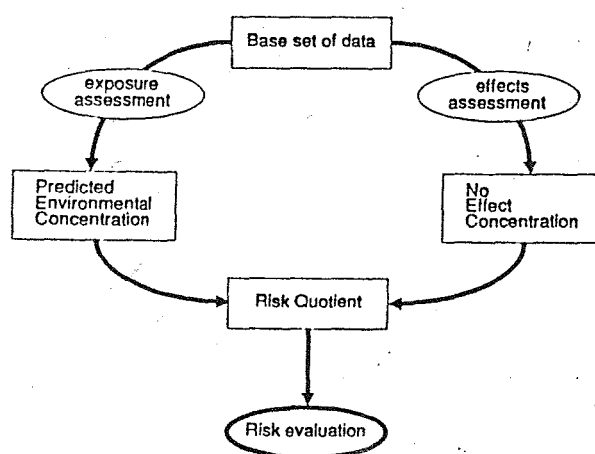 Base set of data
exposure
assessment
effects
assessment
Predicted
Environmental
Concentration
No
Effect
Concentration
Risk Quotient
Risk evaluation